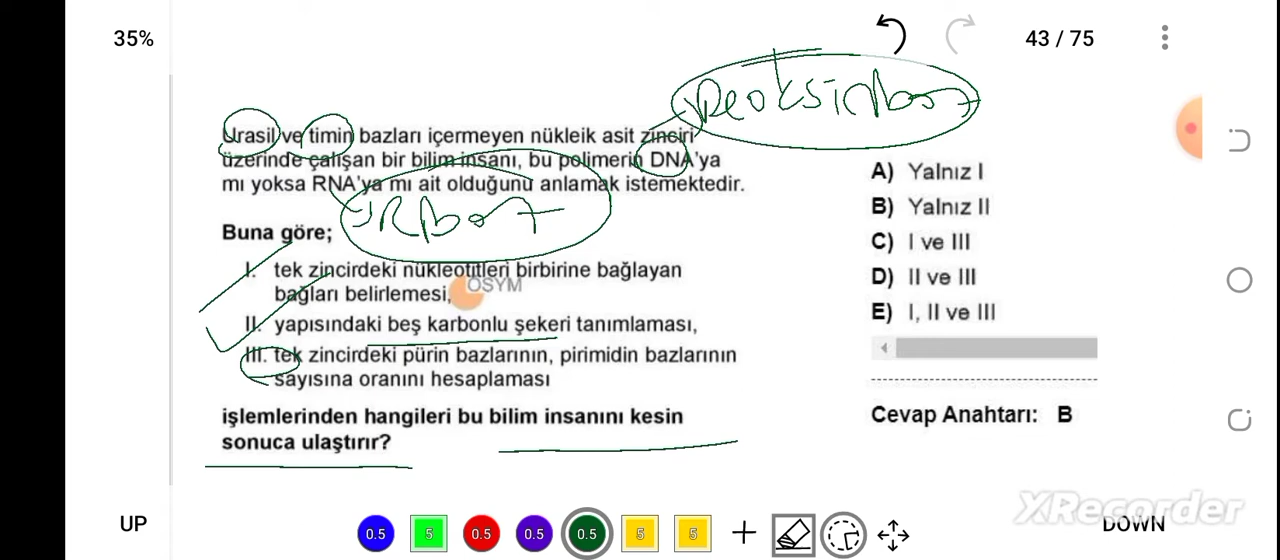 35%
43 / 75
Deoksiriboz
Urasil ve timin bazları içermeyen nükleik asit zinciri
üzerinde çalışan bir bilim insanı, bu polimerin DNA'ya
mı yoksa RNA'ya mı ait olduğunu anlamak istemektedir.
Riboz
Buna göre;
I. tek zincirdeki nükleotitleri birbirine bağlayan
bağları belirlemesi,
ÖSYM
II. yapısındaki beş karbonlu şekeri tanımlaması,
III. tek zincirdeki pürin bazlarının, pirimidin bazlarının
sayısına oranını hesaplaması
işlemlerinden hangileri bu bilim insanını kesin
sonuca ulaştırır?
A) Yalnız I
B) Yalnız II
C) I ve III
D) II ve III
E) I, II ve III
Cevap Anahtarı: B
XRecorder
UP
0.5
5
0.5
0.5
0.5
5
5
DOWN